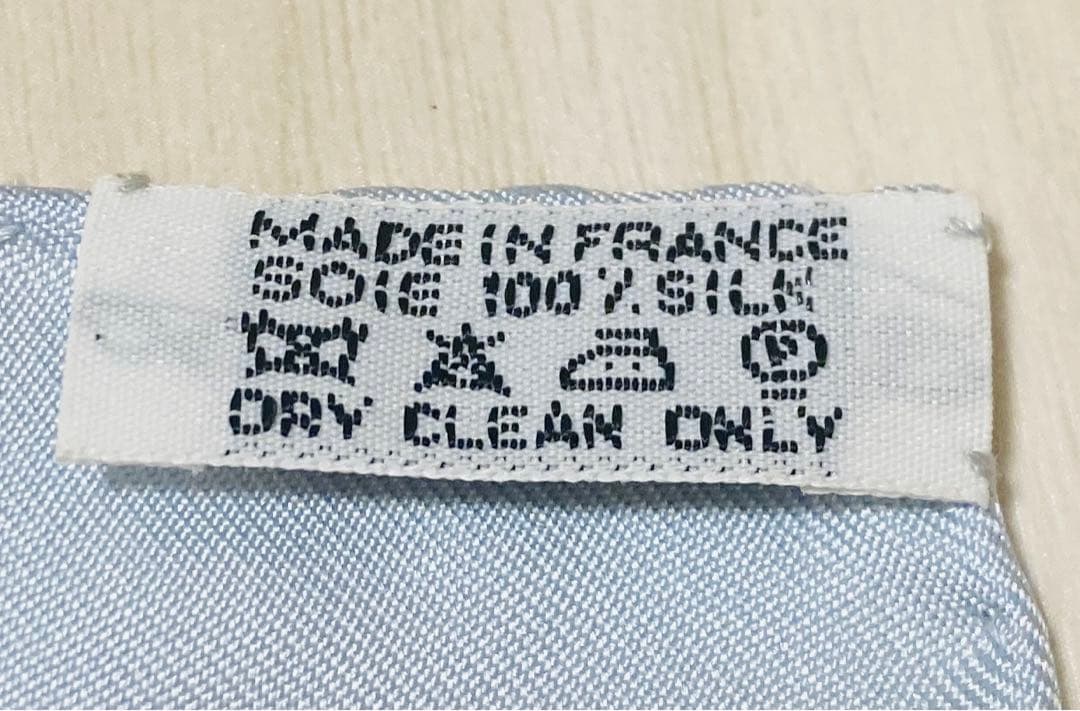 MADE IN FRANCE
SOIE 100% SILK
P
DRY CLEAN ONLY